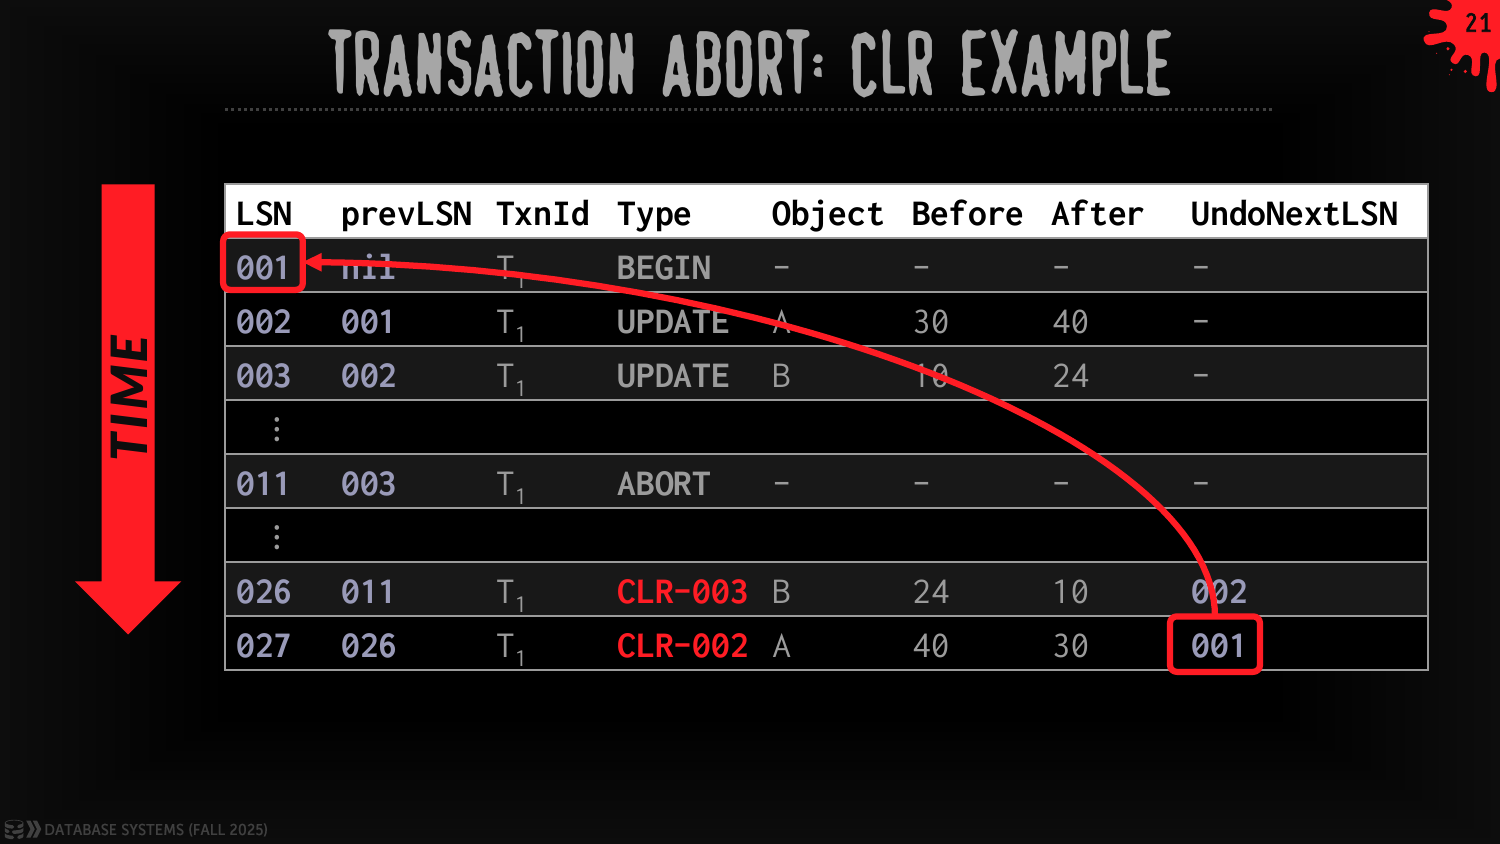 21
TRANSACTION ABORT: CLR EXAMPLE
TIME
LSN prevLSN TxnId Type Object Before After UndoNextLSN
001 nil T1 BEGIN - - - -
002 001 T1 UPDATE A 30 40 -
003 002 T1 UPDATE B 10 24 -
⋮
011 003 T1 ABORT - - - -
⋮
026 011 T1 CLR-003 B 24 10 002
027 026 T1 CLR-002 A 40 30 001
DATABASE SYSTEMS (FALL 2025)